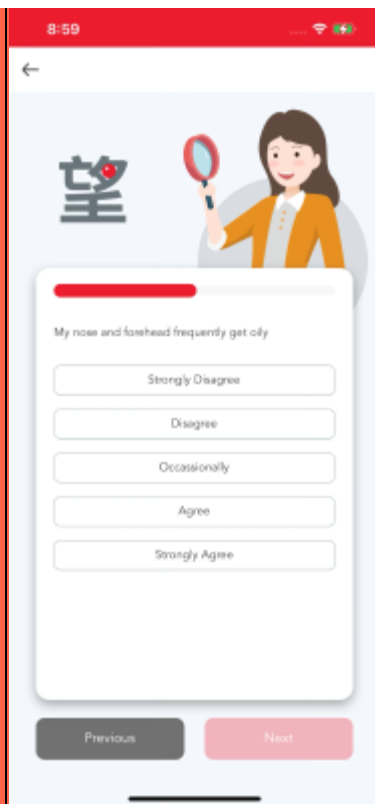 8:59
望
My nose and forehead frequently get oily
Strongly Disagree
Disagree
Occassionally
Agree
Strongly Agree
Previous
Next